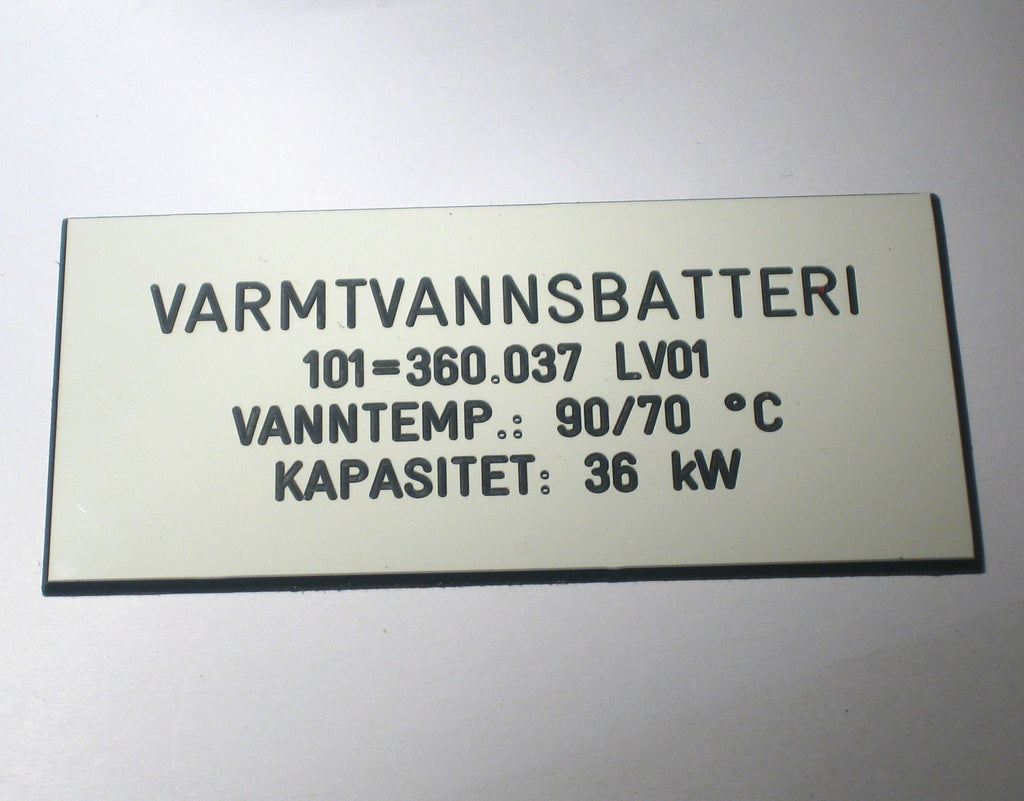 VARMTVANNSBATTERI
101=360.037 LV01
VANNTEMP.: 90/70 °C
KAPASITET: 36 kW